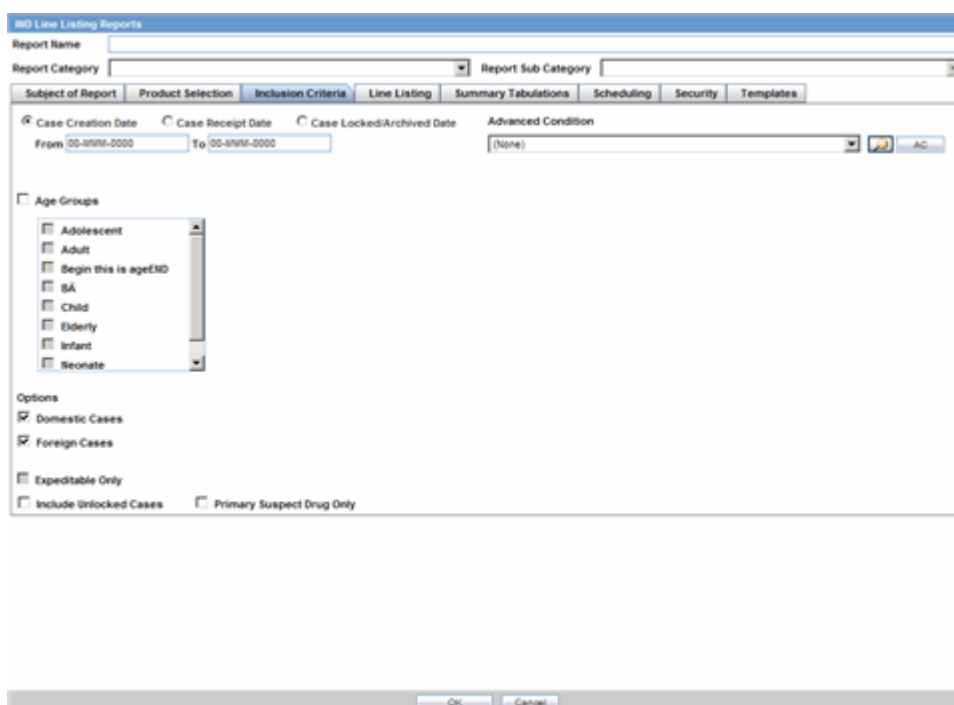 IND Line Listing Reports
Report Name
Report Category Report Sub Category
Subject of Report Product Selection Inclusion Criteria Line Listing Summary Tabulations Scheduling Security Templates
Case Creation Date Case Receipt Date Case Locked/Archived Date Advanced Condition
From 00-MMM-0000 To 00-MMM-0000 (None) AC
Age Groups
Adolescent
Adult
Begin this is ageEND
BÄ
Child
Elderly
Infant
Neonate
Options
Domestic Cases
Foreign Cases
Expeditable Only
Include Unlocked Cases Primary Suspect Drug Only
OK Cancel